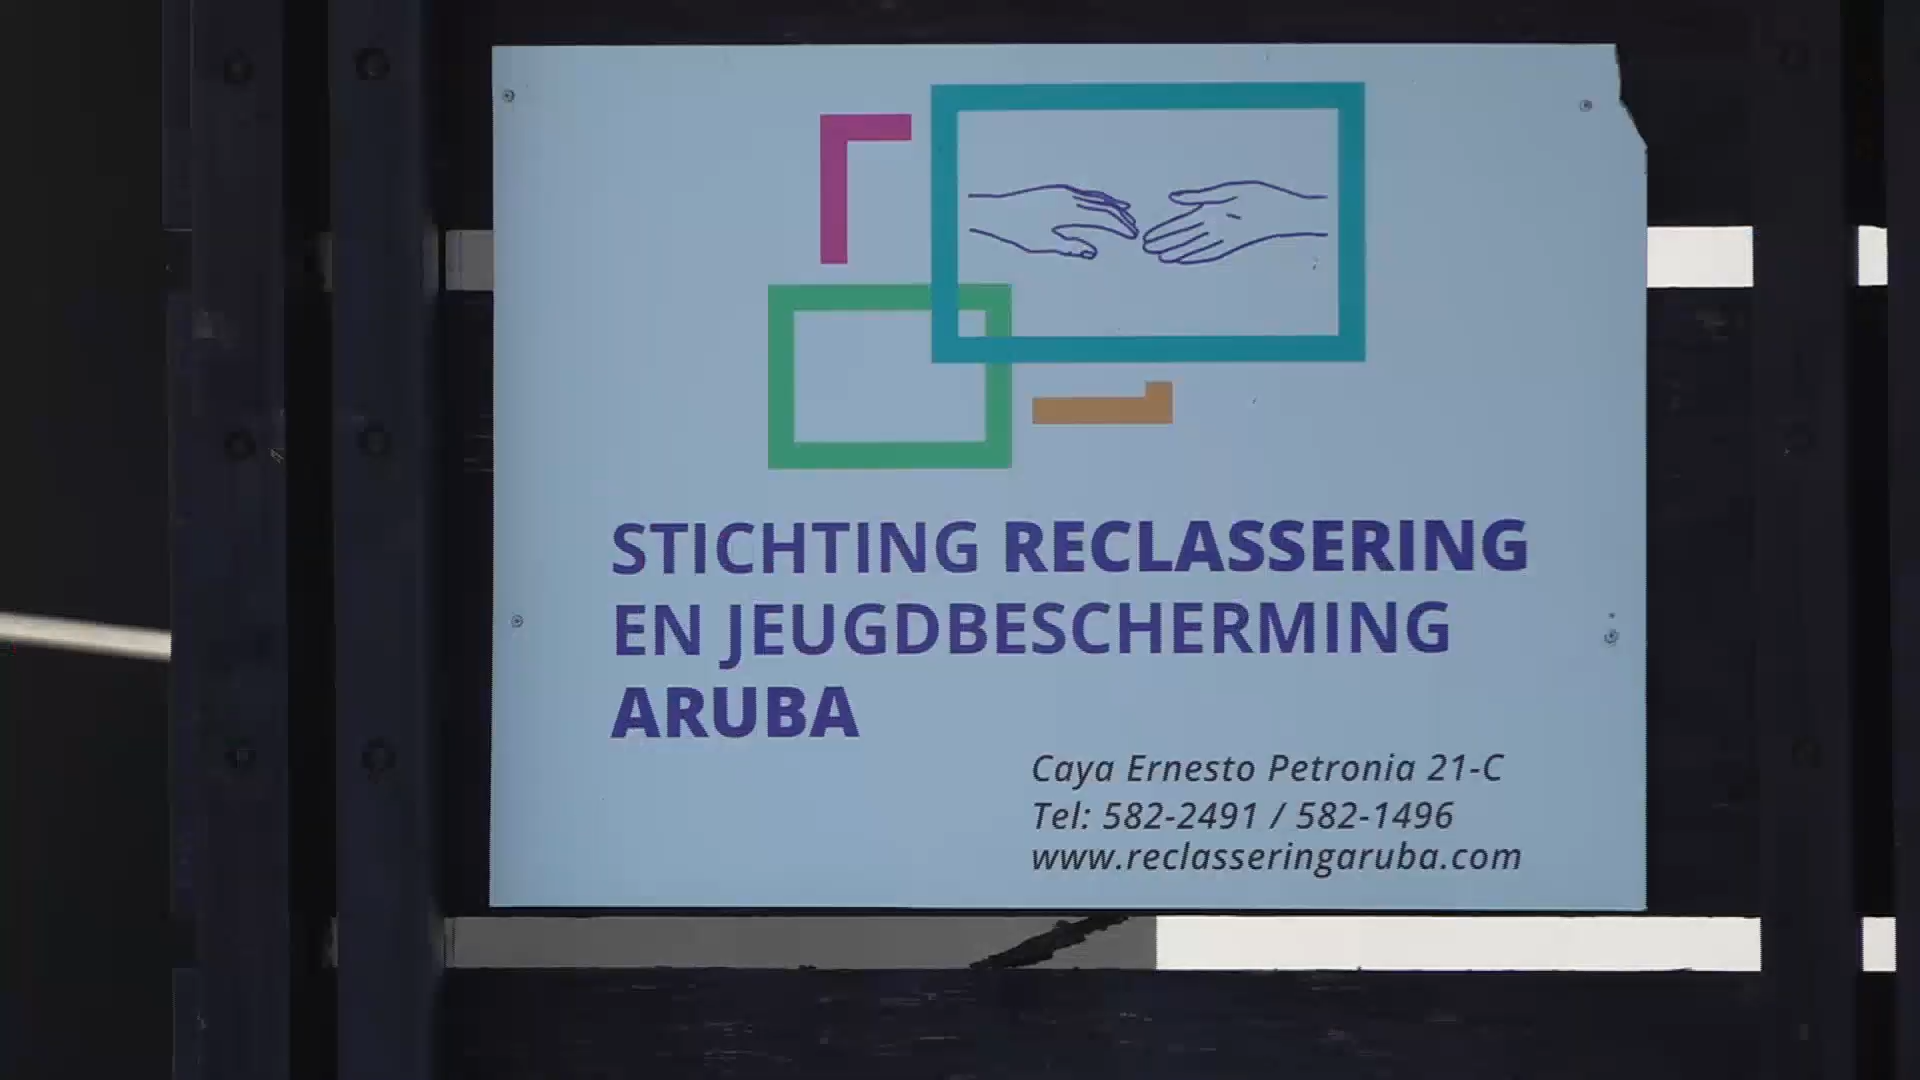 STICHTING RECLASSERING
EN JEUGDBESCHERMING
ARUBA
Caya Ernesto Petronia 21-C
Tel: 582-2491 / 582-1496
www.reclasseringaruba.com